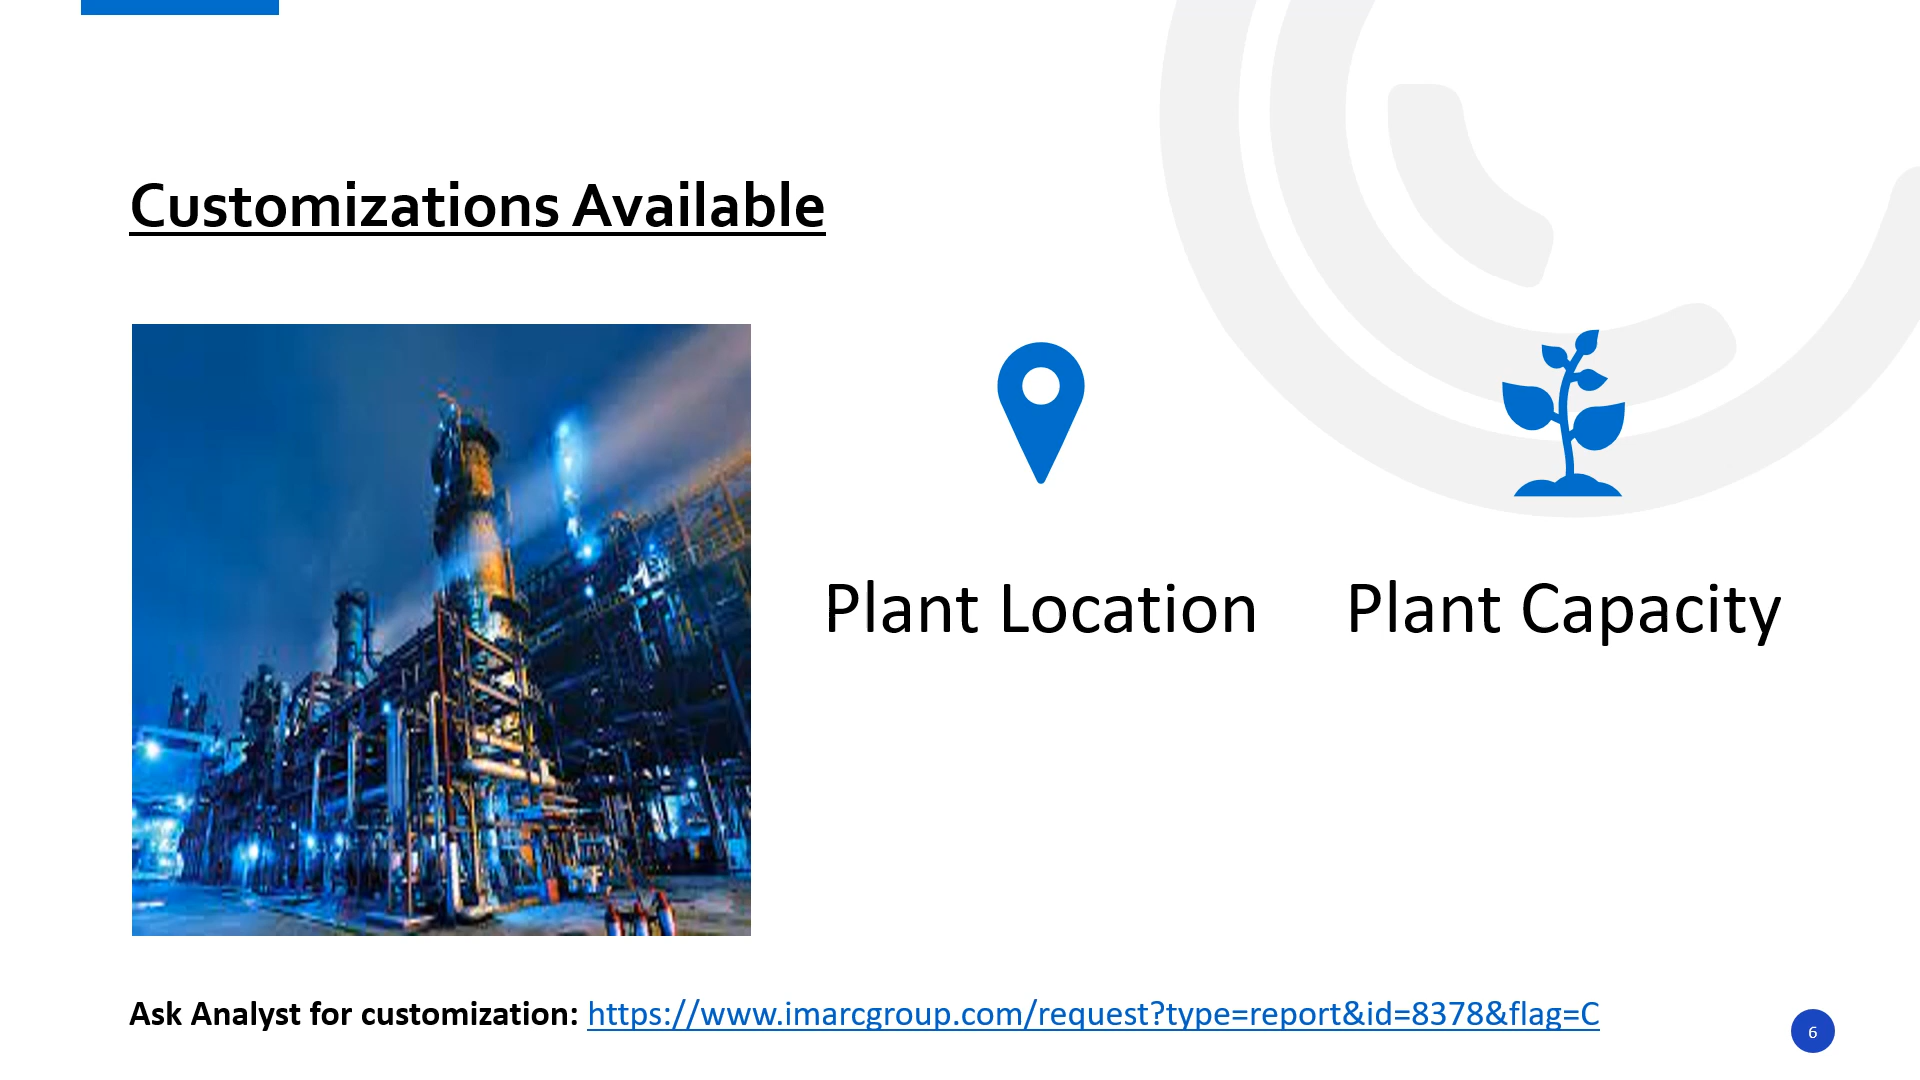 Customizations Available
Plant Location
Plant Capacity
Ask Analyst for customization: https://www.imarcgroup.com/request?type=report&id=8378&flag=C
6